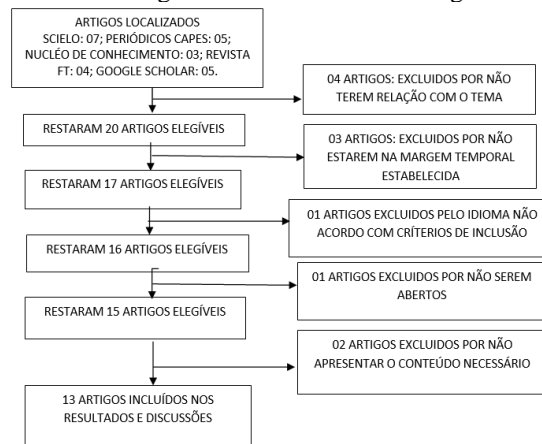 ARTIGOS LOCALIZADOS
SCIELO: 07; PERIÓDICOS CAPES: 05;
NUCLÉO DE CONHECIMENTO: 03; REVISTA
FT: 04; GOOGLE SCHOLAR: 05.
04 ARTIGOS: EXCLUIDOS POR NÃO
TEREM RELAÇÃO COM O TEMA
RESTARAM 20 ARTIGOS ELEGÍVEIS
03 ARTIGOS: EXCLUIDOS POR NÃO
ESTAREM NA MARGEM TEMPORAL
ESTABELECIDA
RESTARAM 17 ARTIGOS ELEGÍVEIS
01 ARTIGOS EXCLUIDOS PELO IDIOMA NÃO
ACORDO COM CRÍTERIOS DE INCLUSÃO
RESTARAM 16 ARTIGOS ELEGÍVEIS
01 ARTIGOS EXCLUIDOS POR NÃO SEREM
ABERTOS
RESTARAM 15 ARTIGOS ELEGÍVEIS
02 ARTIGOS EXCLUIDOS POR NÃO
APRESENTAR O CONTEÚDO NECESSÁRIO
13 ARTIGOS INCLUÍDOS NOS
RESULTADOS E DISCUSSÕES